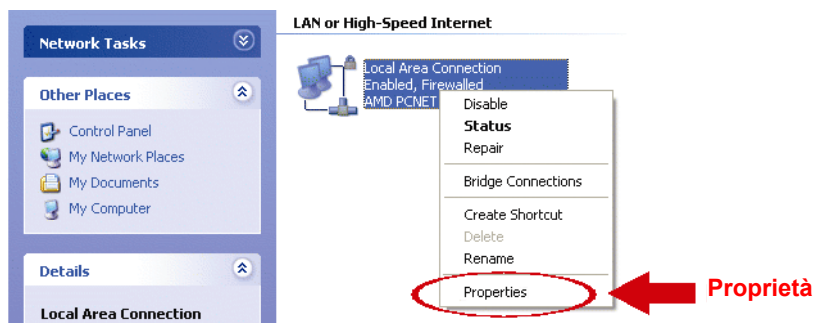 Network Tasks
Other Places
Control Panel
My Network Places
My Documents
My Computer
Details
Local Area Connection
LAN or High-Speed Internet
Local Area Connection
Enabled, Firewalled
AMD PCNET
Disable
Status
Repair
Bridge Connections
Create Shortcut
Delete
Rename
Properties
Proprietà